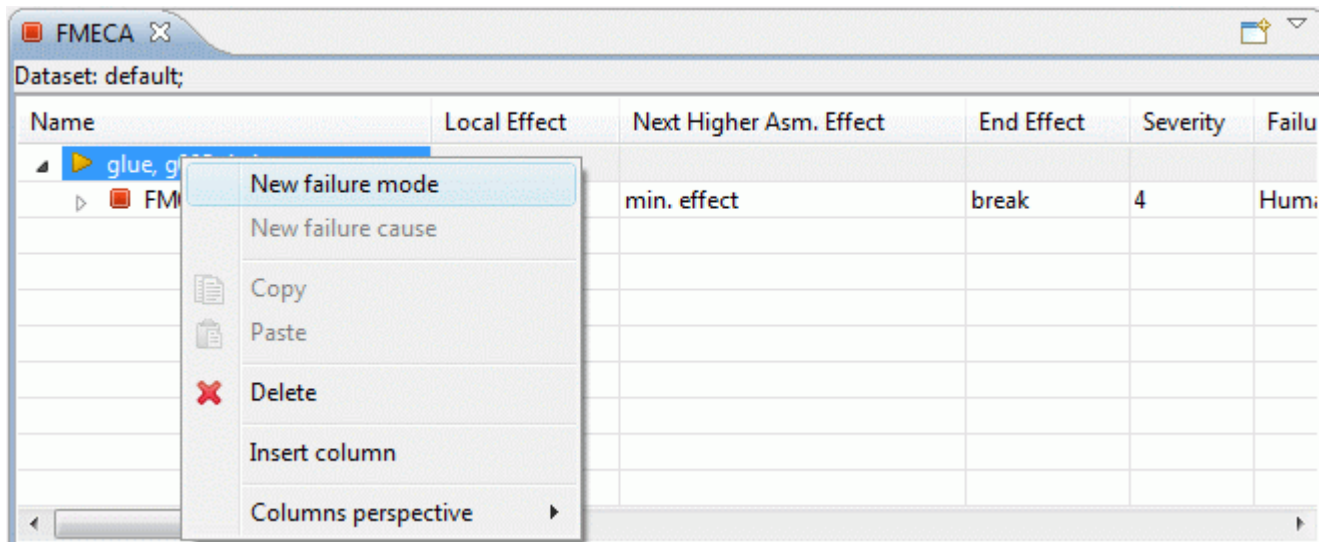 FMECA
Dataset: default;
Name Local Effect Next Higher Asm. Effect End Effect Severity Failu
glue,
New failure mode
min. effect break 4 Huma
New failure cause
Copy
Paste
Delete
Insert column
Columns perspective